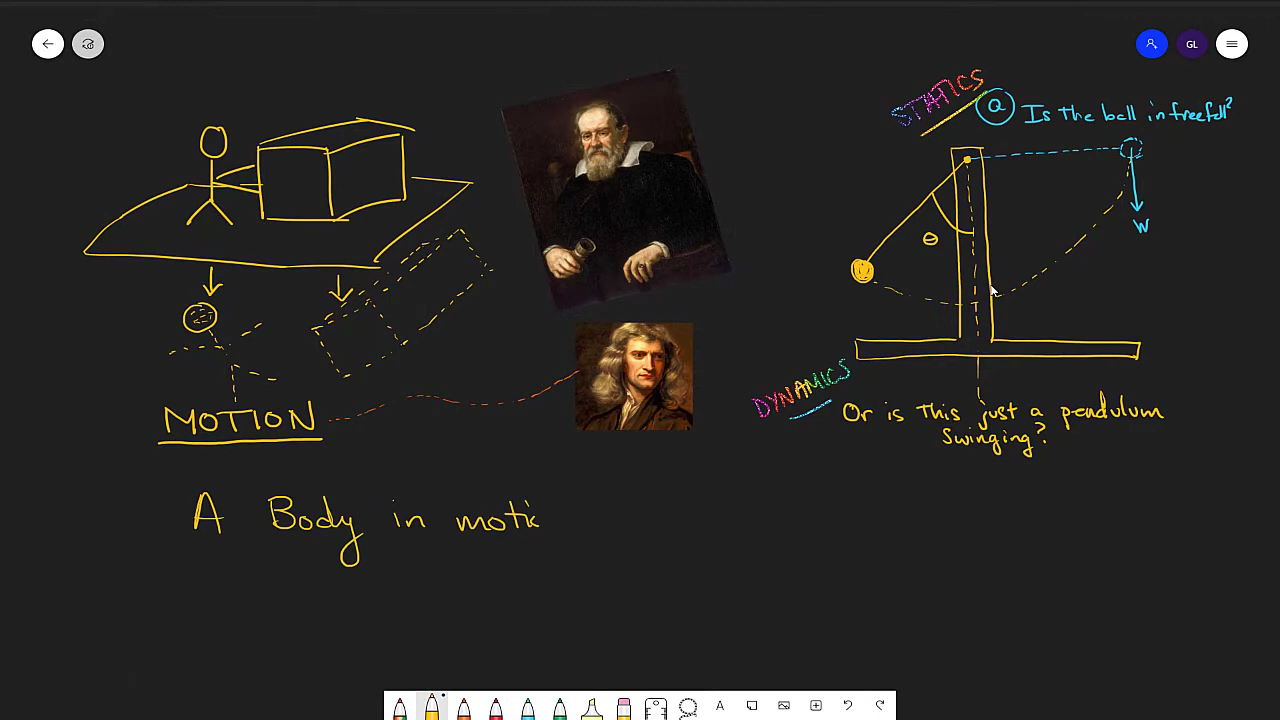 GL
STATICS
Q Is the ball in freefall?
W
θ
DYNAMICS
Or is this just a pendulum
swinging?
MOTION
A Body in motic
A